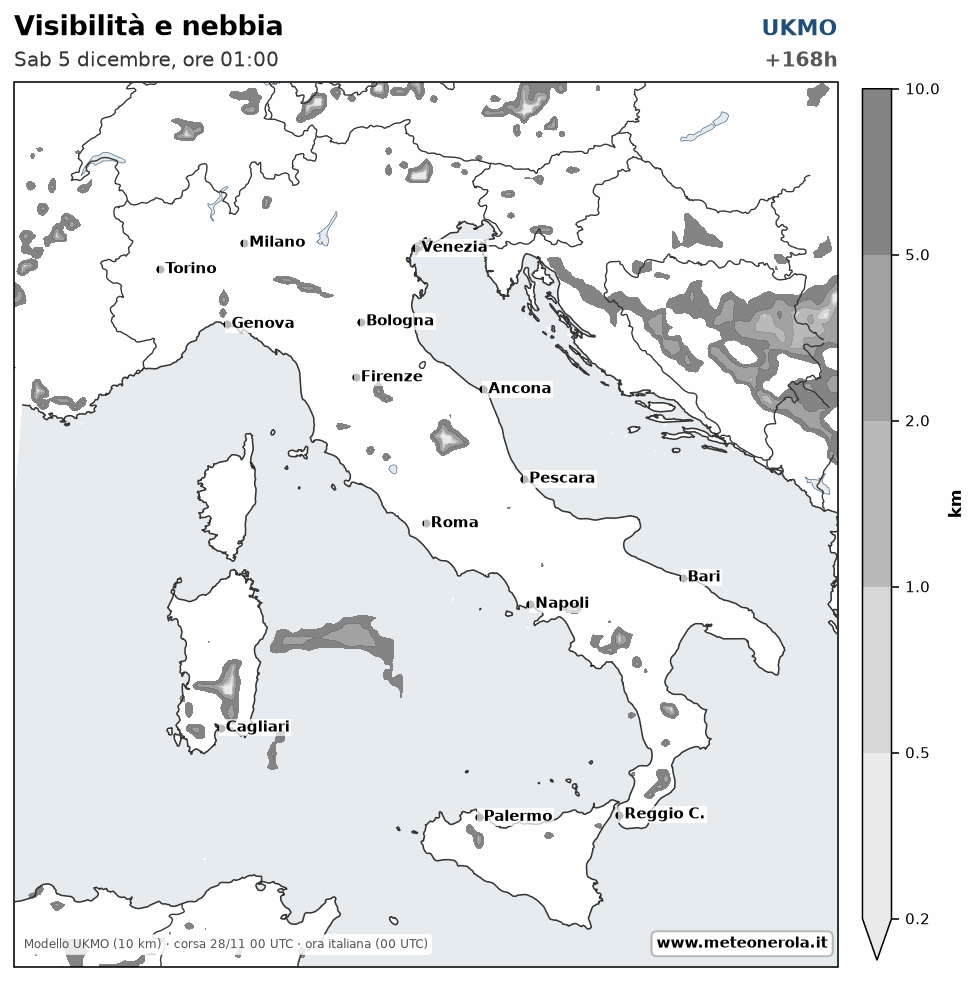 Visibilità e nebbia
UKMO
Sab 5 dicembre, ore 01:00
+168h
10.0
5.0
2.0
1.0
0.5
0.2
km
Milano
Venezia
Torino
Genova
Bologna
Firenze
Ancona
Pescara
Roma
Bari
Napoli
Cagliari
Palermo
Reggio C.
Modello UKMO (10 km) · corsa 28/11 00 UTC · ora italiana (00 UTC)
www.meteonerola.it